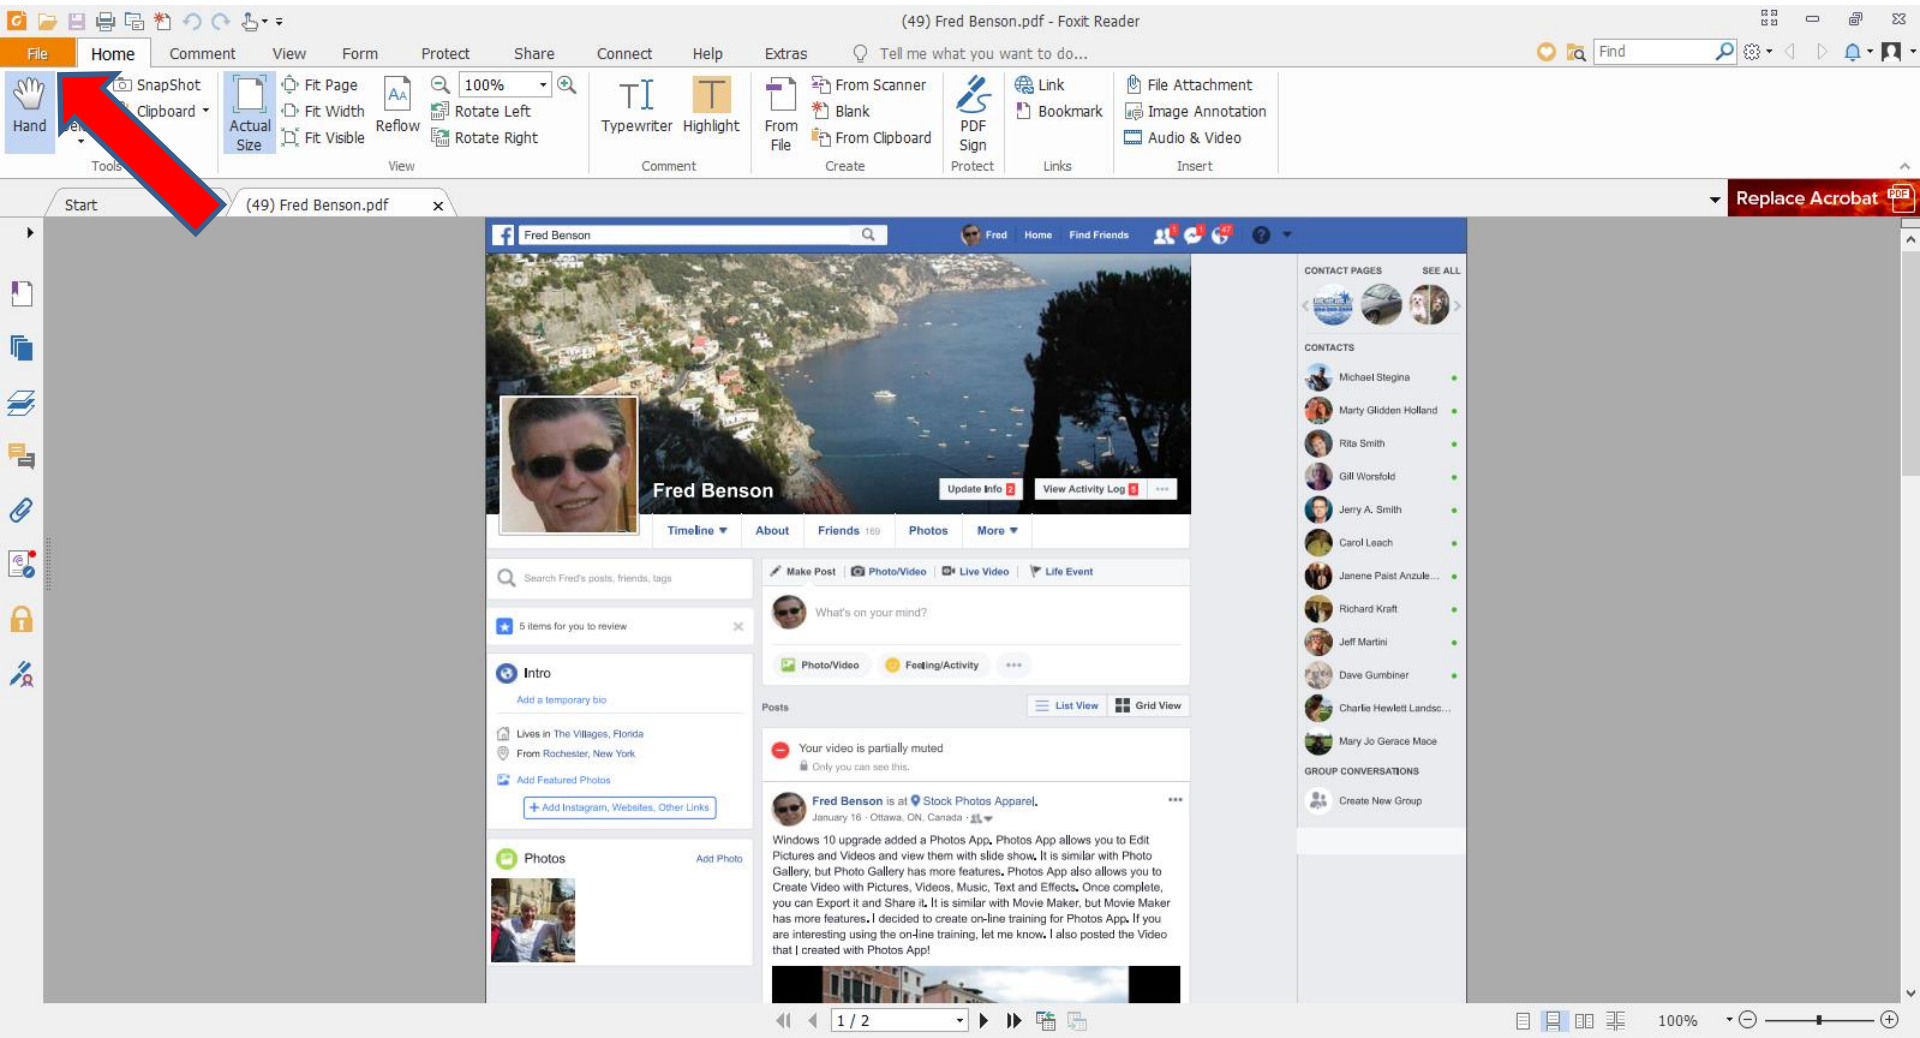 (49) Fred Benson.pdf - Foxit Reader
File Home Comment View Form Protect Share Connect Help Extras Tell me what you want to do... Find
Hand
SnapShot
Clipboard
Tools
Actual Size
Fit Page
Fit Width
Fit Visible
Reflow
100%
Rotate Left
Rotate Right
View
Typewriter
Highlight
Comment
From File
From Scanner
Blank
From Clipboard
Create
PDF Sign
Protect
Link
Bookmark
Links
File Attachment
Image Annotation
Audio & Video
Insert
Start
(49) Fred Benson.pdf x
Replace Acrobat
PDF
Fred Benson
Fred Home Find Friends
47
Fred Benson
Update Info 2
View Activity Log
Timeline About Friends 169 Photos More
Search Fred's posts, friends, tags
5 items for you to review
Intro
Add a temporary bio
Lives in The Villages, Florida
From Rochester, New York
Add Featured Photos
+ Add Instagram, Websites, Other Links
Photos Add Photo
Make Post Photo/Video Live Video Life Event
What's on your mind?
Photo/Video Feeling/Activity
Posts List View Grid View
Your video is partially muted
Only you can see this.
Fred Benson is at Stock Photos Apparel.
January 16 · Ottawa, ON, Canada ·
Windows 10 upgrade added a Photos App. Photos App allows you to Edit
Pictures and Videos and view them with slide show. It is similar with Photo
Gallery, but Photo Gallery has more features. Photos App also allows you to
Create Video with Pictures, Videos, Music, Text and Effects. Once complete,
you can Export it and Share it. It is similar with Movie Maker, but Movie Maker
has more features. I decided to create on-line training for Photos App. If you
are interesting using the on-line training, let me know. I also posted the Video
that I created with Photos App!
CONTACT PAGES SEE ALL
CONTACTS
Michael Stegina
Marty Glidden Holland
Rita Smith
Gill Worsfold
Jerry A. Smith
Carol Leach
Janene Paist Anzule...
Richard Kraft
Jeff Martini
Dave Gumbiner
Charlie Hewlett Landsc...
Mary Jo Gerace Mace
GROUP CONVERSATIONS
Create New Group
1 / 2
100%